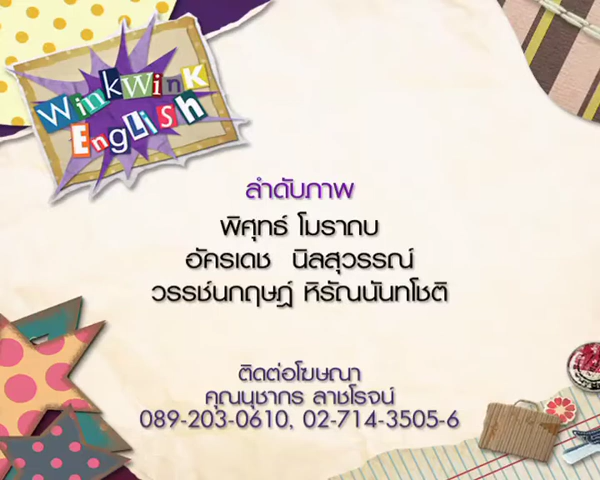 WinkWink
English
ลำดับภาพ
พิศุทธ์ โมราถบ
อัครเดช นิลสุวรรณ์
วรรชน์นกฤษฏ์ หิรัณนันทโชติ
ติดต่อโฆษณา
คุณนุชากร ลาชโรจน์
089-203-0610, 02-714-3505-6